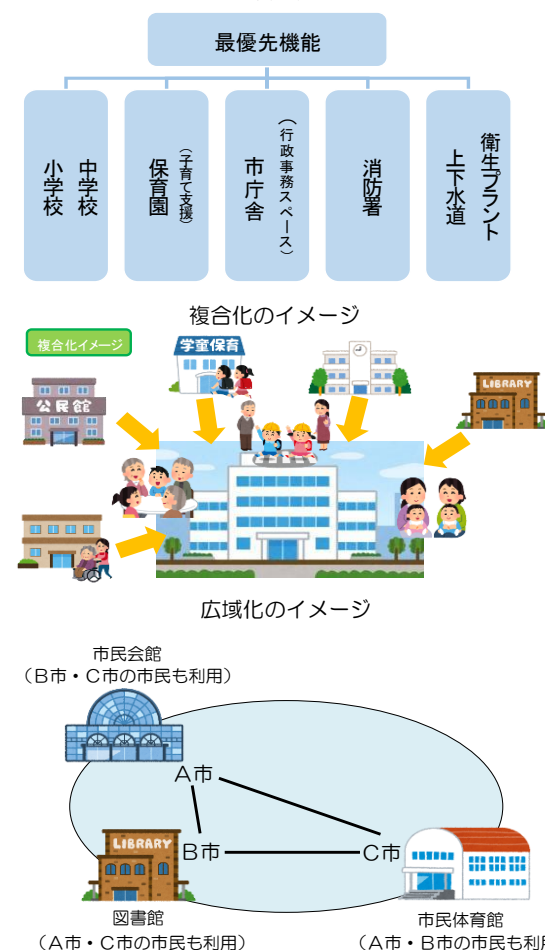 最優先機能
小学校
中学校
保育園
（子育て支援）
市庁舎
（行政事務スペース）
消防署
上下水道
衛生プラント
複合化のイメージ
複合化イメージ
学童保育
公民館
LIBRARY
広域化のイメージ
市民会館
（Ｂ市・Ｃ市の市民も利用）
Ａ市
LIBRARY
Ｂ市
Ｃ市
図書館
（Ａ市・Ｃ市の市民も利用）
市民体育館
（Ａ市・Ｂ市の市民も利用